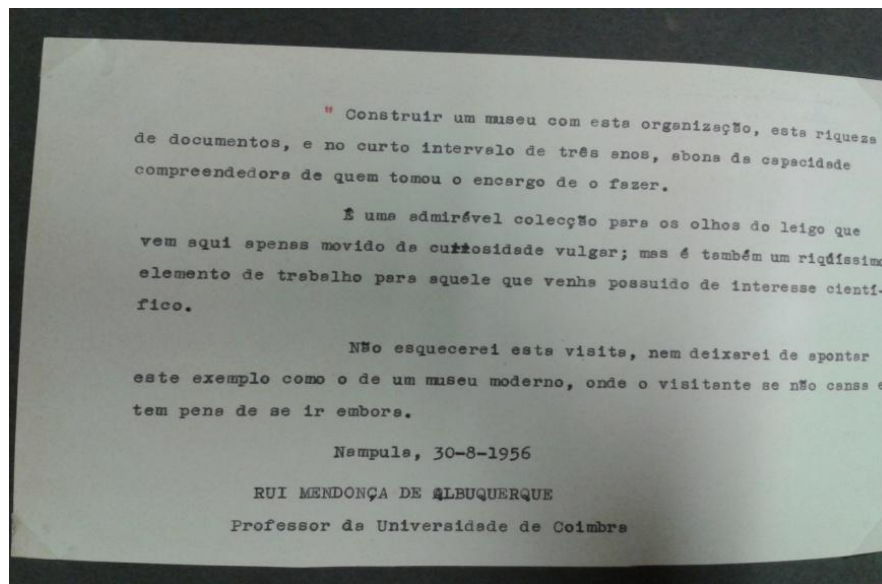 " Construir um museu com esta organização, esta riqueza
de documentos, e no curto intervalo de três anos, abona da capacidade
compreendedora de quem tomou o encargo de o fazer.
É uma admirável colecção para os olhos do leigo que
vem aqui apenas movido da curiosidade vulgar; mas é também um riquíssimo
elemento de trabalho para aquele que venha possuido de interesse cientí-
fico.
Não esquecerei esta visita, nem deixarei de apontar
este exemplo como o de um museu moderno, onde o visitante se não cansa e
tem pena de se ir embora.
Nampula, 30-8-1956
RUI MENDONÇA DE ALBUQUERQUE
Professor da Universidade de Coimbra